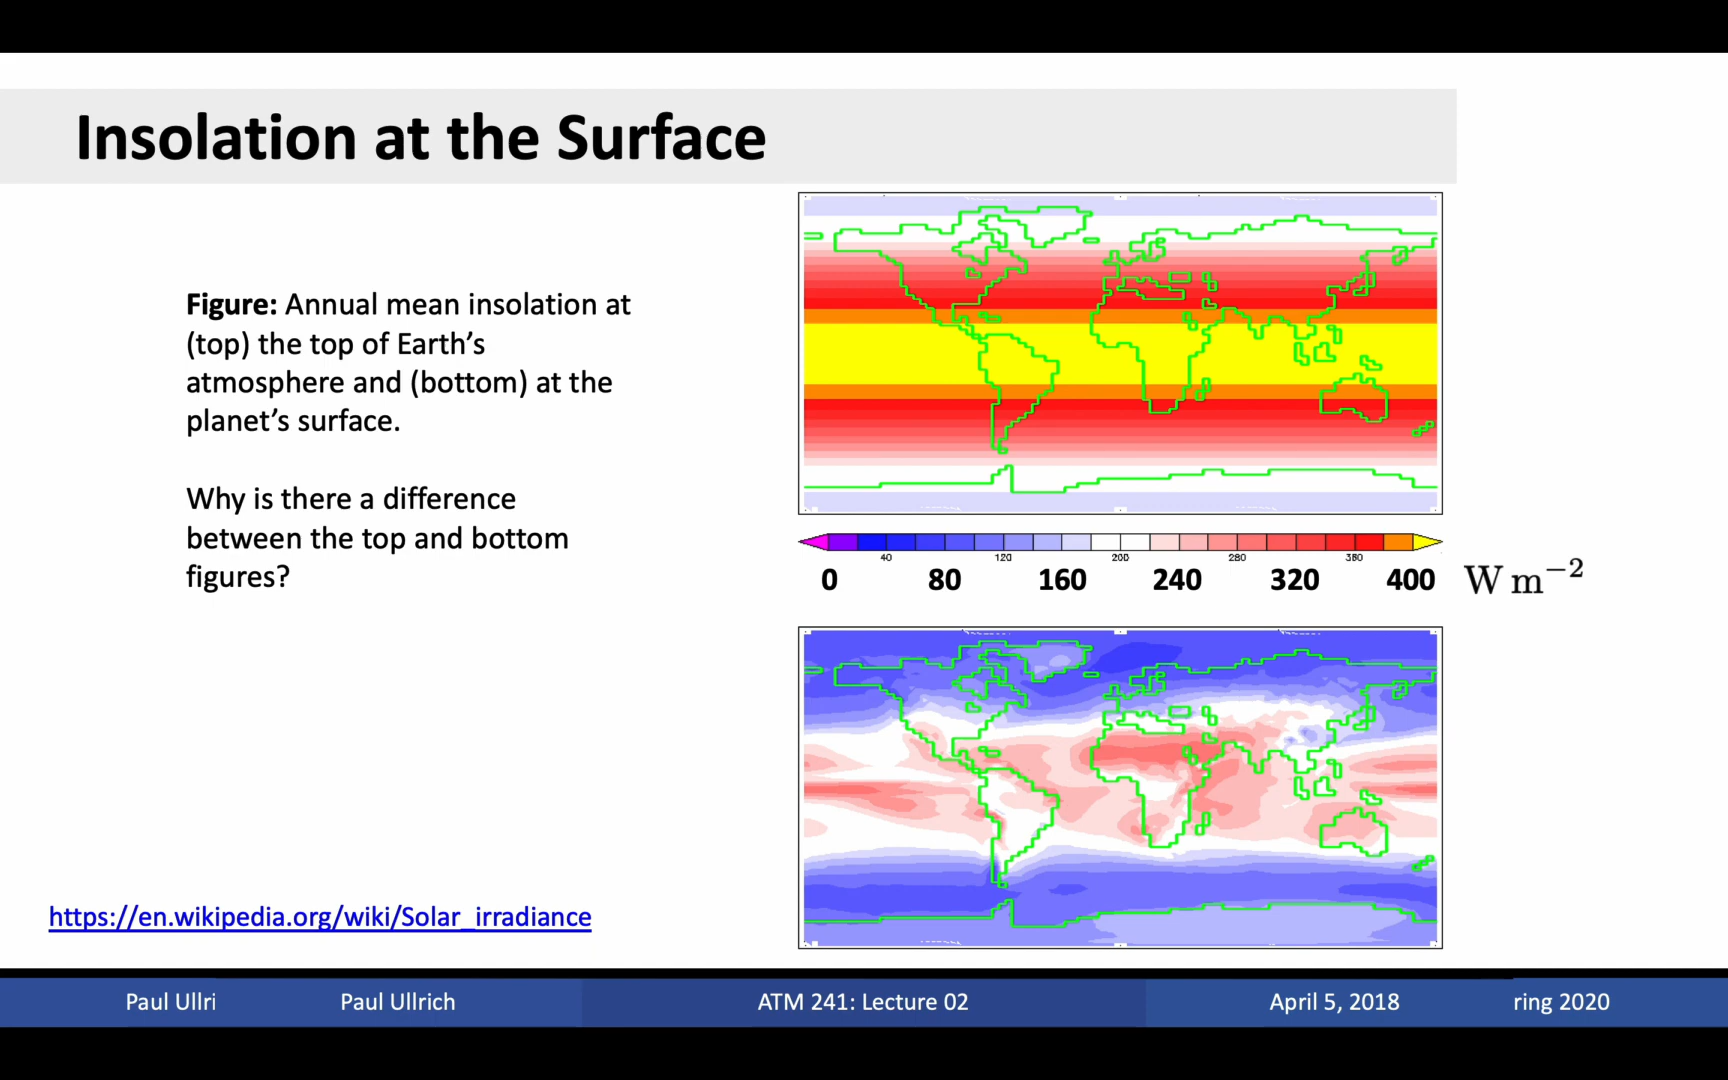 Insolation at the Surface
Figure: Annual mean insolation at
(top) the top of Earth's
atmosphere and (bottom) at the
planet's surface.
Why is there a difference
between the top and bottom
figures?
40 120 200 280 360
0 80 160 240 320 400 W m⁻²
https://en.wikipedia.org/wiki/Solar_irradiance
Paul Ullri Paul Ullrich ATM 241: Lecture 02 April 5, 2018 ring 2020